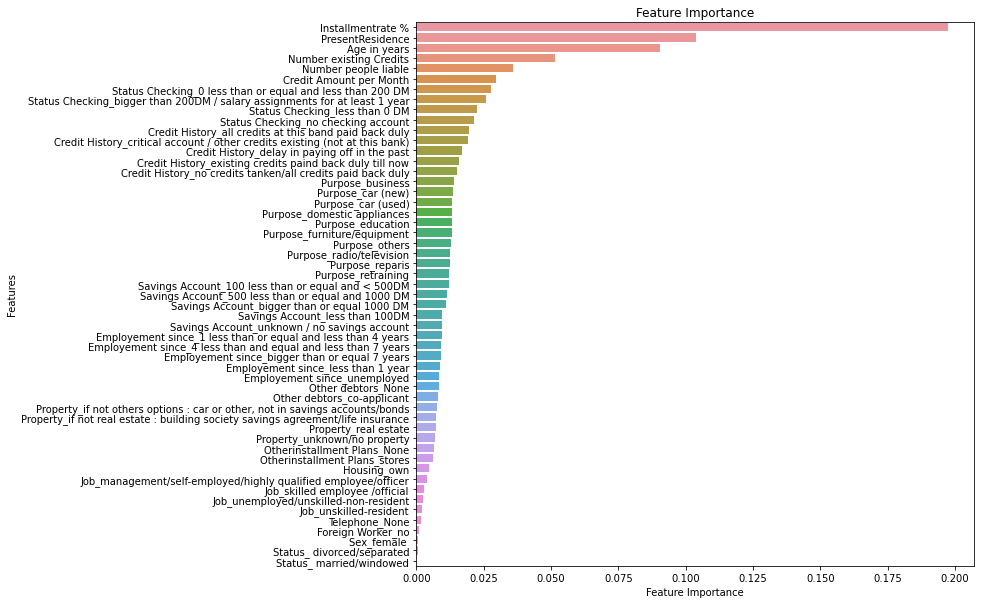 Feature Importance
Installmentrate %
PresentResidence
Age in years
Number existing Credits
Number people liable
Credit Amount per Month
Status Checking_0 less than or equal and less than 200 DM
Status Checking_bigger than 200DM / salary assignments for at least 1 year
Status Checking_less than 0 DM
Status Checking_no checking account
Credit History_all credits at this band paid back duly
Credit History_critical account / other credits existing (not at this bank)
Credit History_delay in paying off in the past
Credit History_existing credits paind back duly till now
Credit History_no credits tanken/all credits paid back duly
Purpose_business
Purpose_car (new)
Purpose_car (used)
Purpose_domestic appliances
Purpose_education
Purpose_furniture/equipment
Purpose_others
Purpose_radio/television
Purpose_reparis
Purpose_retraining
Savings Account_100 less than or equal and < 500DM
Savings Account_500 less than or equal and 1000 DM
Savings Account_bigger than or equal 1000 DM
Savings Account_less than 100DM
Savings Account_unknown / no savings account
Employement since_1 less than or equal and less than 4 years
Employement since_4 less than and equal and less than 7 years
Employement since_bigger than or equal 7 years
Employement since_less than 1 year
Employement since_unemployed
Other debtors_None
Other debtors_co-applicant
Property_if not others options : car or other, not in savings accounts/bonds
Property_if not real estate : building society savings agreement/life insurance
Property_real estate
Property_unknown/no property
Otherinstallment Plans_None
Otherinstallment Plans_stores
Housing_own
Job_management/self-employed/highly qualified employee/officer
Job_skilled employee /official
Job_unemployed/unskilled-non-resident
Job_unskilled-resident
Telephone_None
Foreign Worker_no
Sex_female
Status_ divorced/separated
Status_ married/windowed
Features
0.000 0.025 0.050 0.075 0.100 0.125 0.150 0.175 0.200
Feature Importance